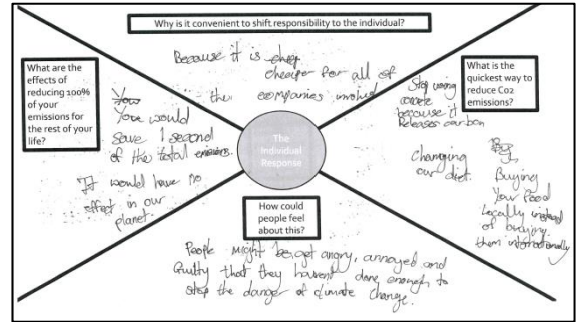 Why is it convenient to shift responsibility to the individual?
Because it is chep
cheaper for all of
the companies involved
What are the
effects of
reducing 100%
of your
emissions for
the rest of your
life?
You
You would
save 1 second
of the total emissions.
It would have no
effect in our
planet.
The
Individual
Response
What is the
quickest way to
reduce Co2
emissions?
Stop using
because it
Releases carbon
Changing
our diet.
Buying
Your food
Locally instead
of buying
them internationally
How could
people feel
about this?
People might be get angry, annoyed and
Guilty that they havent done enough to
stop the danger of climate change.